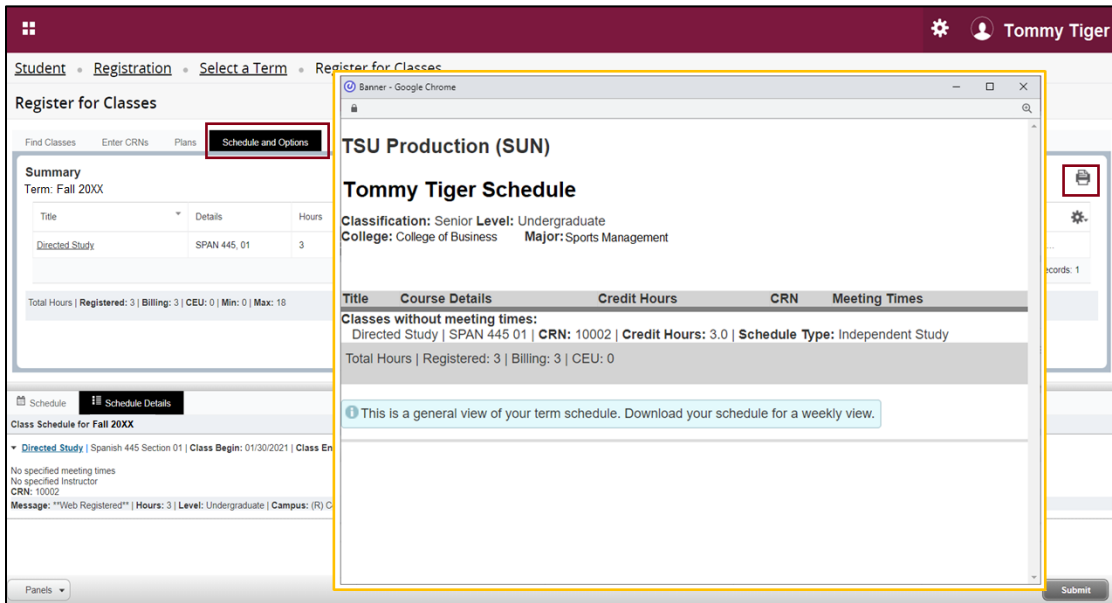 Tommy Tiger
Student • Registration • Select a Term • Register for Classes
Register for Classes
Find Classes Enter CRNs Plans Schedule and Options
Summary
Term: Fall 20XX
Title Details Hours
Directed Study SPAN 445, 01 3
Records: 1
Total Hours | Registered: 3 | Billing: 3 | CEU: 0 | Min: 0 | Max: 18
Schedule Schedule Details
Class Schedule for Fall 20XX
Directed Study | Spanish 445 Section 01 | Class Begin: 01/30/2021 | Class En
No specified meeting times
No specified Instructor
CRN: 10002
Message: **Web Registered** | Hours: 3 | Level: Undergraduate | Campus: (R) C
Panels
Submit
Banner - Google Chrome
TSU Production (SUN)
Tommy Tiger Schedule
Classification: Senior Level: Undergraduate
College: College of Business Major: Sports Management
Title Course Details Credit Hours CRN Meeting Times
Classes without meeting times:
Directed Study | SPAN 445 01 | CRN: 10002 | Credit Hours: 3.0 | Schedule Type: Independent Study
Total Hours | Registered: 3 | Billing: 3 | CEU: 0
This is a general view of your term schedule. Download your schedule for a weekly view.